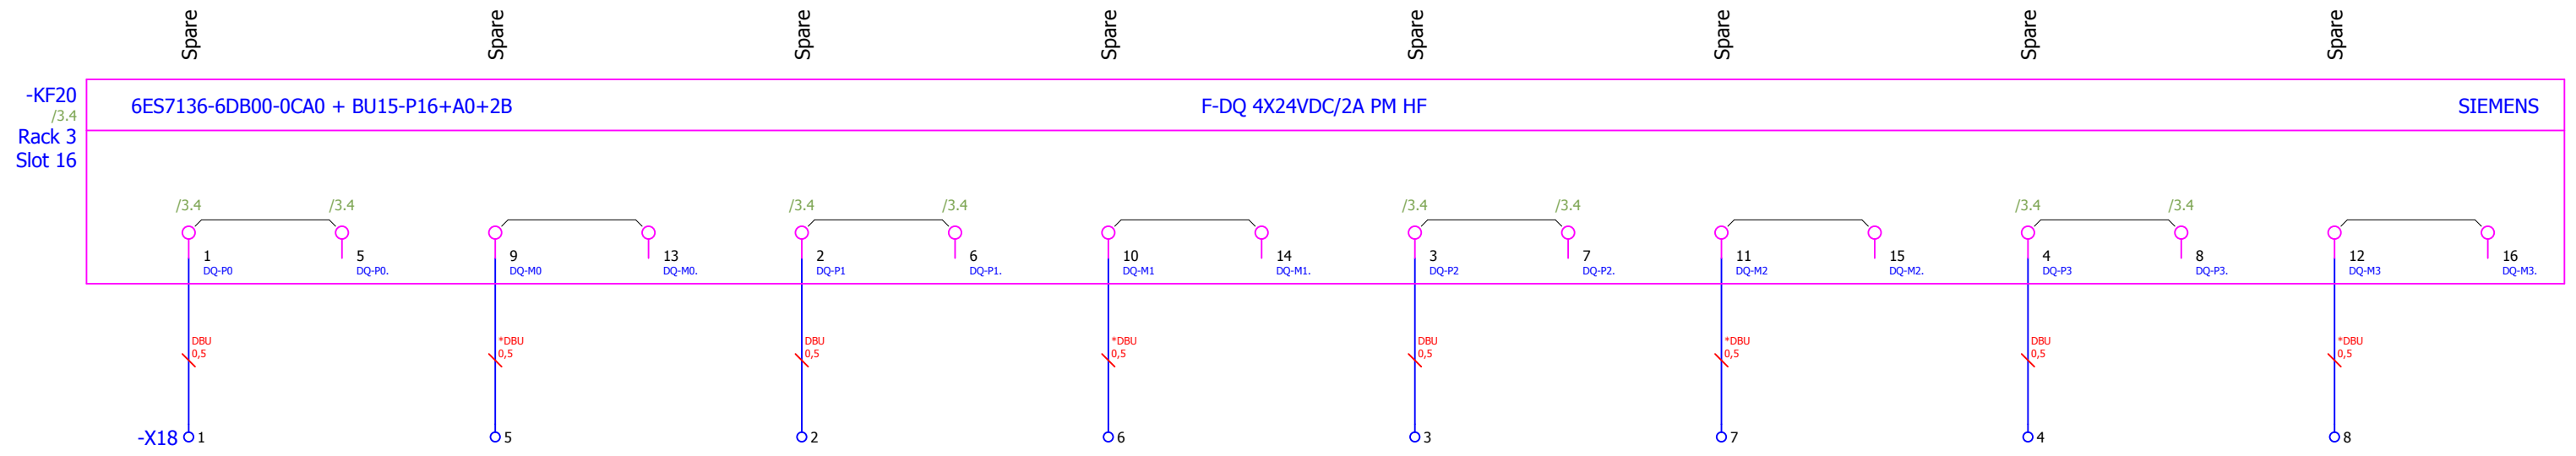 Spare Spare Spare Spare Spare Spare Spare Spare
-KF20
/3.4
Rack 3
Slot 16
6ES7136-6DB00-0CA0 + BU15-P16+A0+2B F-DQ 4X24VDC/2A PM HF SIEMENS
/3.4 /3.4 /3.4 /3.4 /3.4 /3.4 /3.4 /3.4
1 5 9 13 2 6 10 14 3 7 11 15 4 8 12 16
DQ-P0 DQ-P0. DQ-M0 DQ-M0. DQ-P1 DQ-P1. DQ-M1 DQ-M1. DQ-P2 DQ-P2. DQ-M2 DQ-M2. DQ-P3 DQ-P3. DQ-M3 DQ-M3.
DBU *DBU DBU *DBU DBU *DBU DBU *DBU
0,5 0,5 0,5 0,5 0,5 0,5 0,5 0,5
-X18 1 5 2 6 3 7 4 8